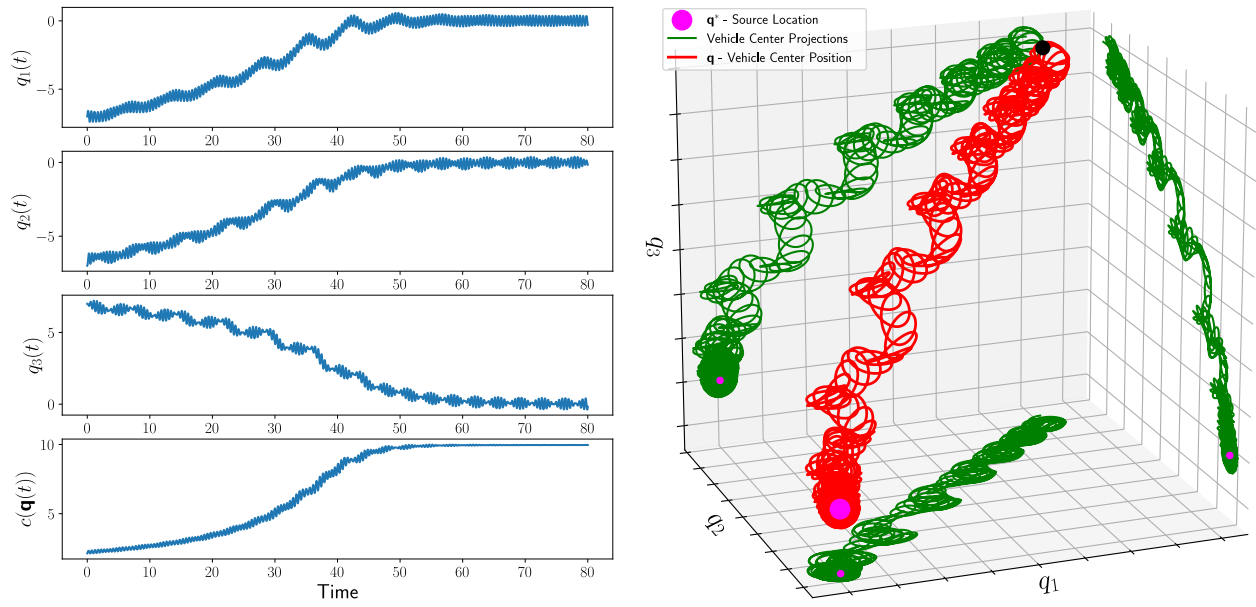 q1(t)
0
−5
0 10 20 30 40 50 60 70 80
q2(t)
0
−5
0 10 20 30 40 50 60 70 80
q3(t)
5
0
0 10 20 30 40 50 60 70 80
c(q(t))
10
5
0 10 20 30 40 50 60 70 80
Time
q* - Source Location
Vehicle Center Projections
q - Vehicle Center Position
q3
q2
q1